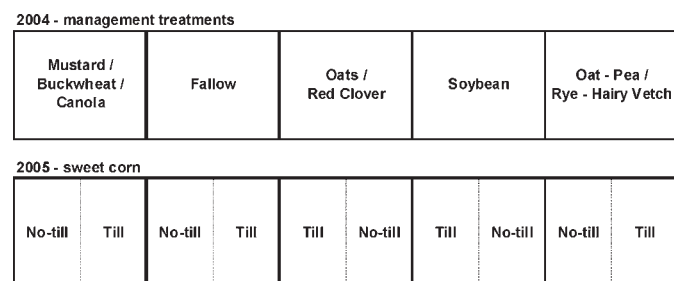 2004 - management treatments
Mustard /
Buckwheat /
Canola
Fallow
Oats /
Red Clover
Soybean
Oat - Pea /
Rye - Hairy Vetch
2005 - sweet corn
No-till Till No-till Till Till No-till Till No-till No-till Till